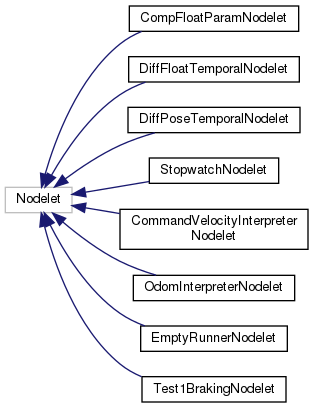 CompFloatParamNodelet
DiffFloatTemporalNodelet
DiffPoseTemporalNodelet
StopwatchNodelet
Nodelet
CommandVelocityInterpreter
Nodelet
OdomInterpreterNodelet
EmptyRunnerNodelet
Test1BrakingNodelet